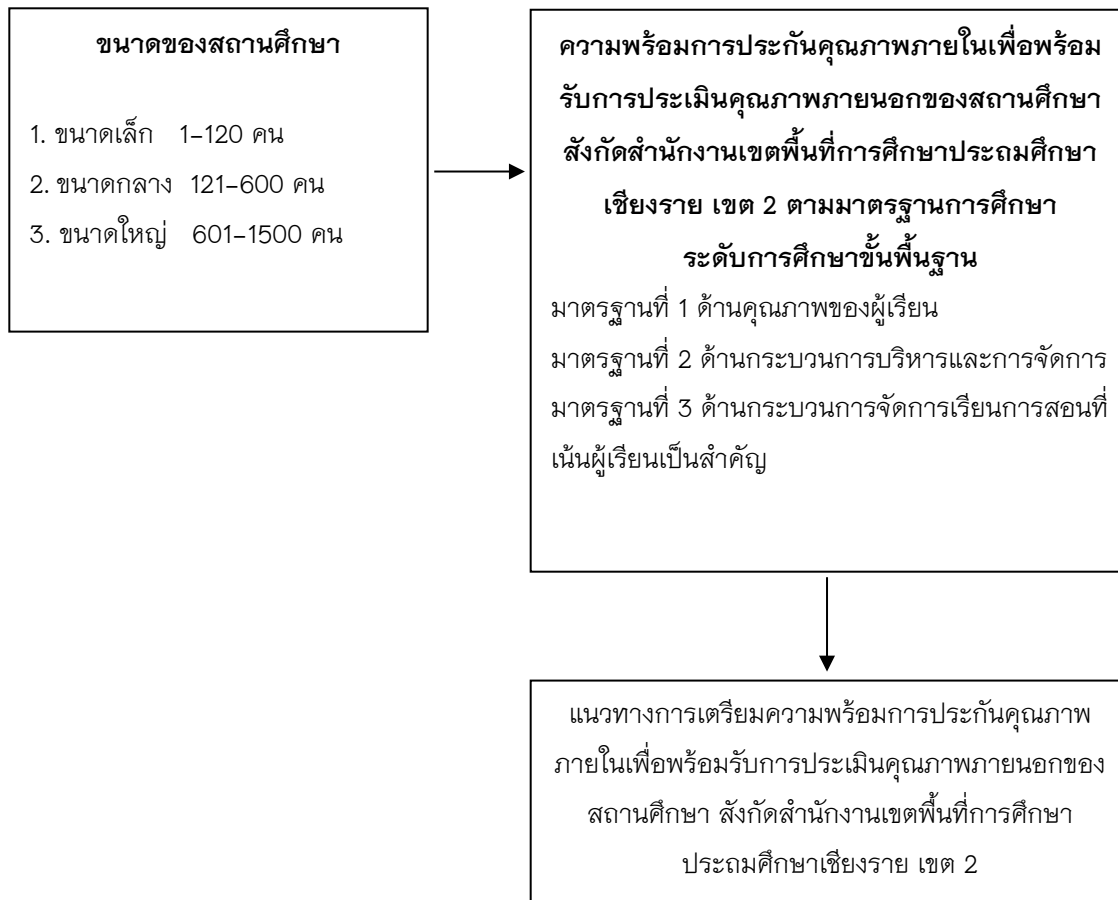 ขนาดของสถานศึกษา
1. ขนาดเล็ก 1–120 คน
2. ขนาดกลาง 121–600 คน
3. ขนาดใหญ่ 601–1500 คน
ความพร้อมการประกันคุณภาพภายในเพื่อพร้อม
รับการประเมินคุณภาพภายนอกของสถานศึกษา
สังกัดสำนักงานเขตพื้นที่การศึกษาประถมศึกษา
เชียงราย เขต 2 ตามมาตรฐานการศึกษา
ระดับการศึกษาขั้นพื้นฐาน
มาตรฐานที่ 1 ด้านคุณภาพของผู้เรียน
มาตรฐานที่ 2 ด้านกระบวนการบริหารและการจัดการ
มาตรฐานที่ 3 ด้านกระบวนการจัดการเรียนการสอนที่
เน้นผู้เรียนเป็นสำคัญ
แนวทางการเตรียมความพร้อมการประกันคุณภาพ
ภายในเพื่อพร้อมรับการประเมินคุณภาพภายนอกของ
สถานศึกษา สังกัดสำนักงานเขตพื้นที่การศึกษา
ประถมศึกษาเชียงราย เขต 2